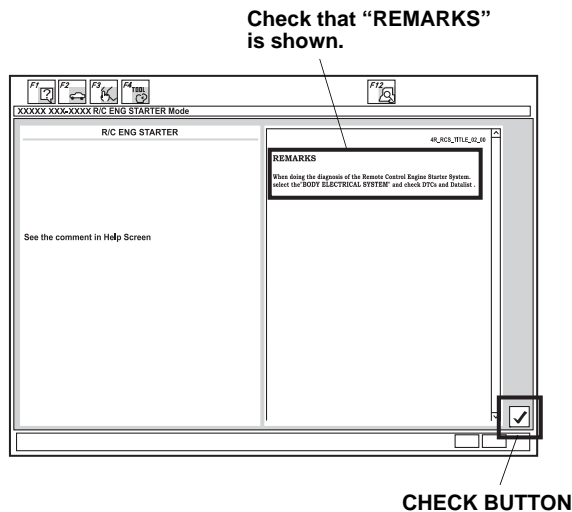 Check that “REMARKS”
is shown.
F1 F2 F3 F4 TOOL F12
XXXXX XXX-XXXX R/C ENG STARTER Mode
R/C ENG STARTER
4R_RCS_TITLE_02_00
REMARKS
When doing the diagnosis of the Remote Control Engine Starter System.
select the"BODY ELECTRICAL SYSTEM" and check DTCs and Datalist .
See the comment in Help Screen
CHECK BUTTON